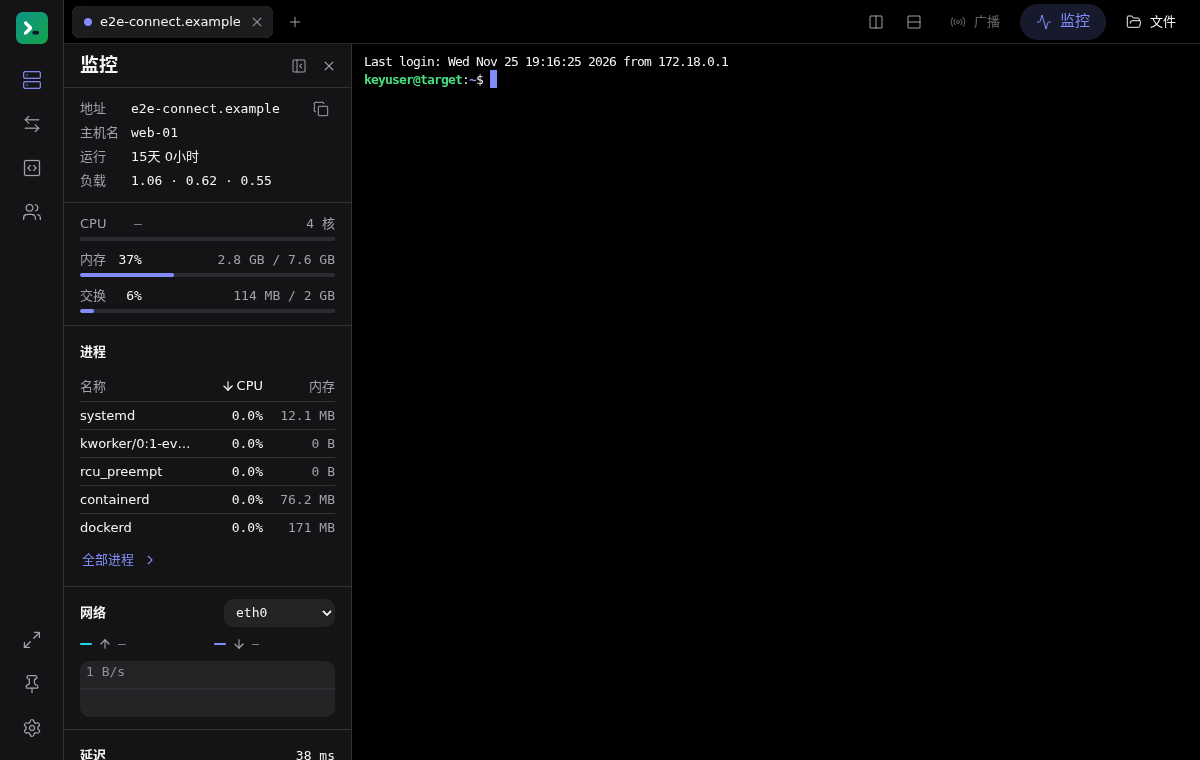 e2e-connect.example
广播
监控
文件
监控
地址 e2e-connect.example
主机名 web-01
运行 15天 0小时
负载 1.06 · 0.62 · 0.55
CPU — 4 核
内存 37% 2.8 GB / 7.6 GB
交换 6% 114 MB / 2 GB
进程
名称 ↓ CPU 内存
systemd 0.0% 12.1 MB
kworker/0:1-ev… 0.0% 0 B
rcu_preempt 0.0% 0 B
containerd 0.0% 76.2 MB
dockerd 0.0% 171 MB
全部进程
网络 eth0
↑ — ↓ —
1 B/s
延迟 38 ms
Last login: Wed Nov 25 19:16:25 2026 from 172.18.0.1
keyuser@target:~$